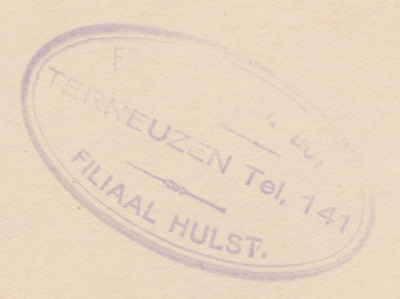 TERNEUZEN Tel, 141
FILIAAL HULST.